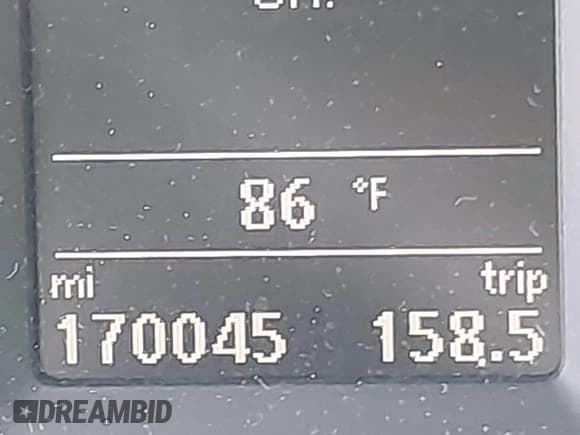 86 °F
mi trip
170045 158.5
DREAMBID